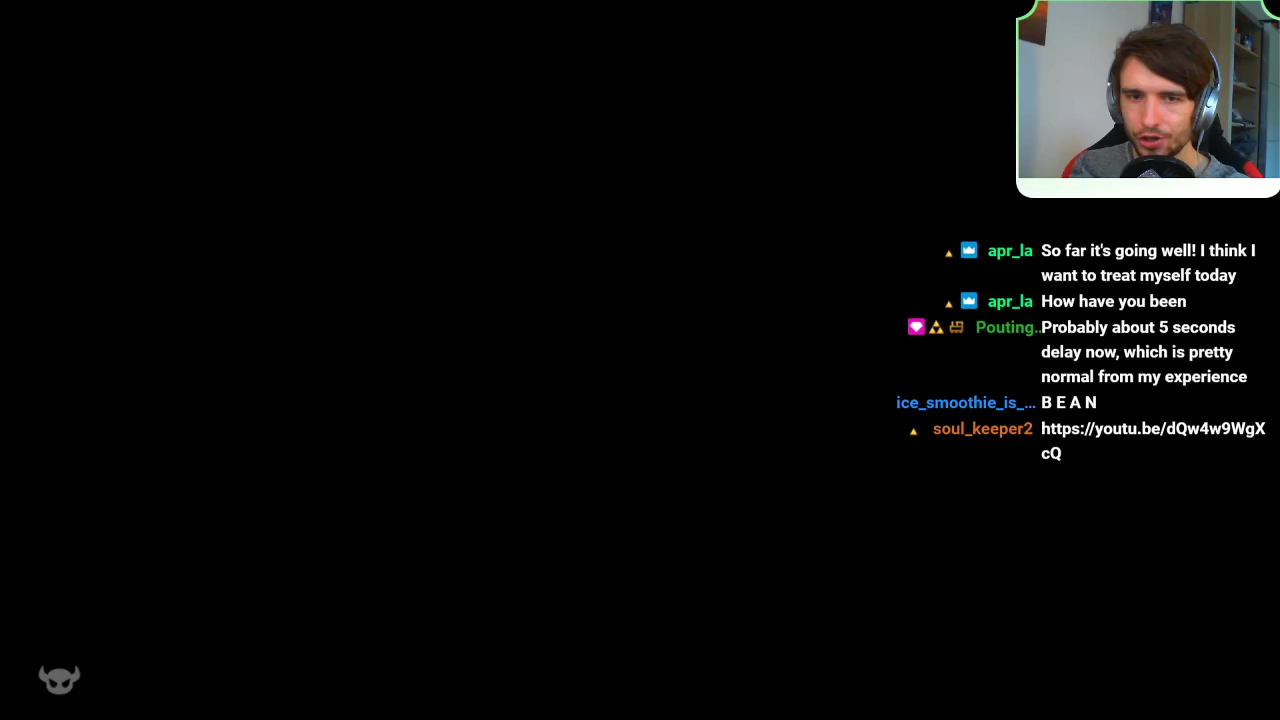 apr_la So far it's going well! I think I
want to treat myself today
apr_la How have you been
Pouting.. Probably about 5 seconds
delay now, which is pretty
normal from my experience
ice_smoothie_is_... B E A N
soul_keeper2 https://youtu.be/dQw4w9WgX
cQ